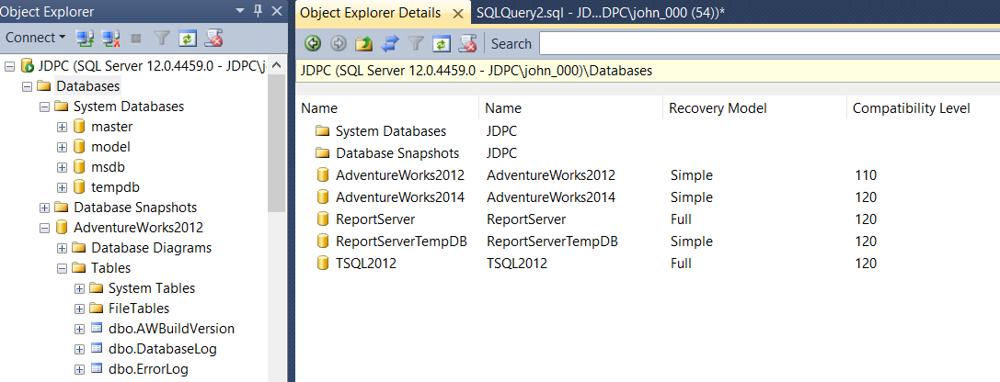 Object Explorer
Connect
JDPC (SQL Server 12.0.4459.0 - JDPC\j
Databases
System Databases
master
model
msdb
tempdb
Database Snapshots
AdventureWorks2012
Database Diagrams
Tables
System Tables
FileTables
dbo.AWBuildVersion
dbo.DatabaseLog
dbo.ErrorLog
Object Explorer Details SQLQuery2.sql - JD...DPC\john_000 (54))*
Search
JDPC (SQL Server 12.0.4459.0 - JDPC\john_000)\Databases
Name Name Recovery Model Compatibility Level
System Databases JDPC
Database Snapshots JDPC
AdventureWorks2012 AdventureWorks2012 Simple 110
AdventureWorks2014 AdventureWorks2014 Simple 120
ReportServer ReportServer Full 120
ReportServerTempDB ReportServerTempDB Simple 120
TSQL2012 TSQL2012 Full 120